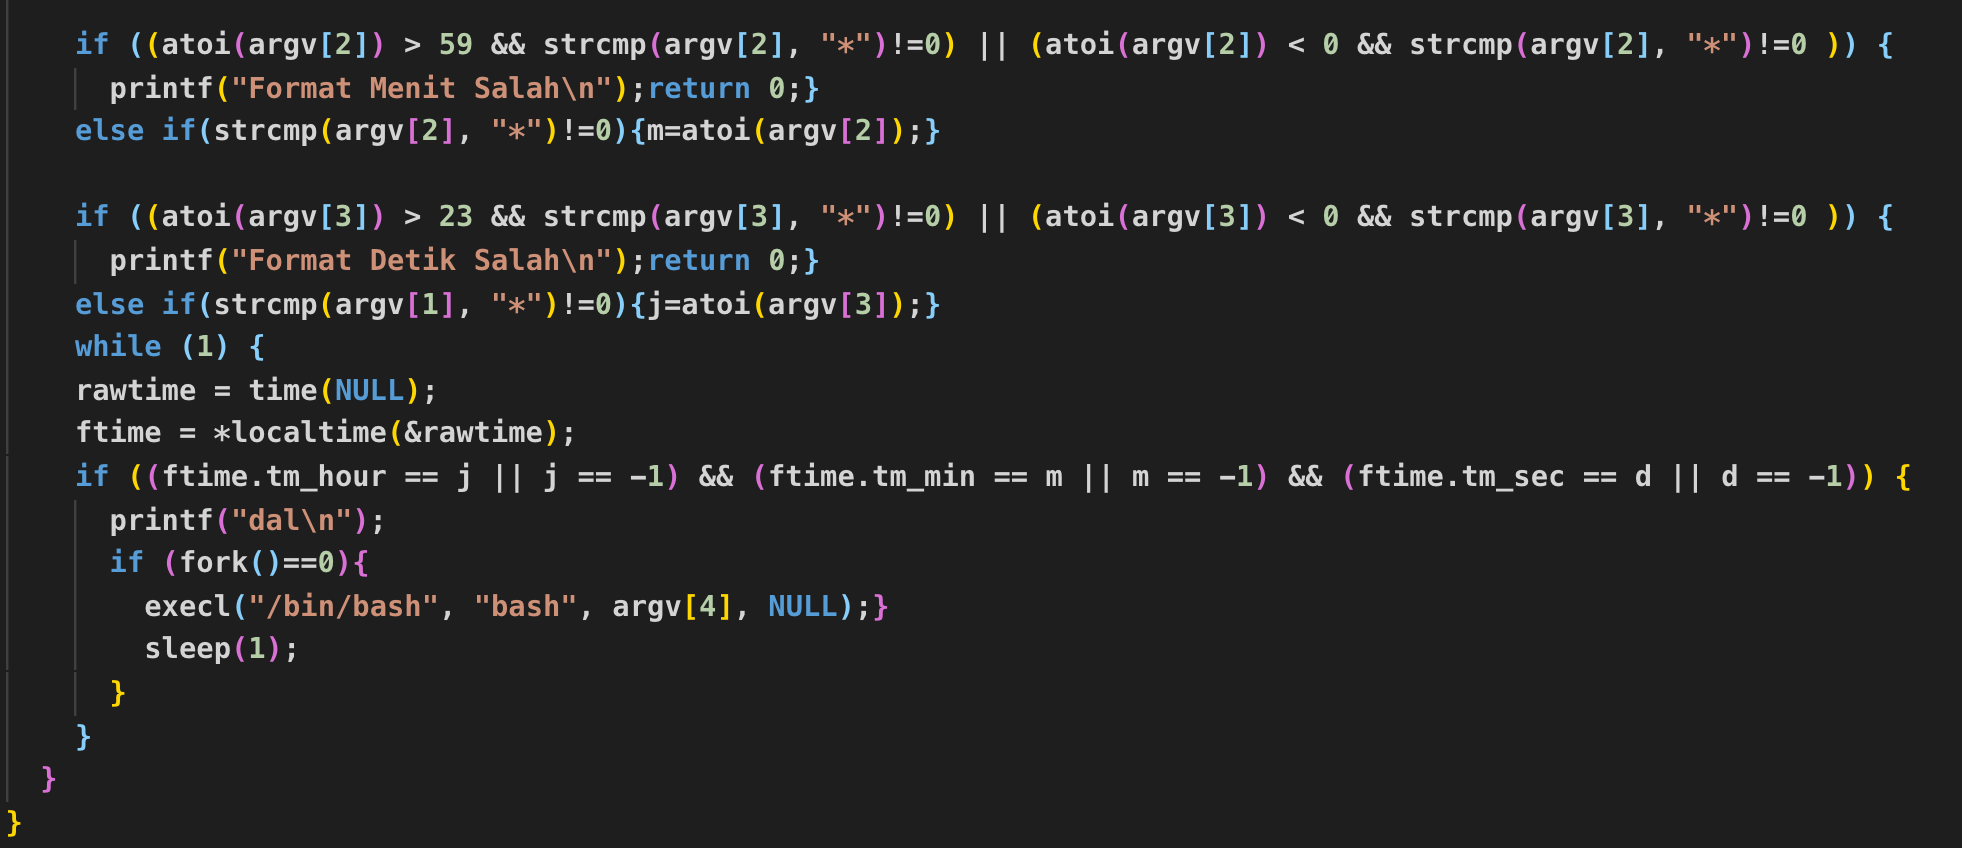 if ((atoi(argv[2]) > 59 && strcmp(argv[2], "*")!=0) || (atoi(argv[2]) < 0 && strcmp(argv[2], "*")!=0 )) {
printf("Format Menit Salah\n");return 0;}
else if(strcmp(argv[2], "*")!=0){m=atoi(argv[2]);}
if ((atoi(argv[3]) > 23 && strcmp(argv[3], "*")!=0) || (atoi(argv[3]) < 0 && strcmp(argv[3], "*")!=0 )) {
printf("Format Detik Salah\n");return 0;}
else if(strcmp(argv[1], "*")!=0){j=atoi(argv[3]);}
while (1) {
rawtime = time(NULL);
ftime = *localtime(&rawtime);
if ((ftime.tm_hour == j || j == -1) && (ftime.tm_min == m || m == -1) && (ftime.tm_sec == d || d == -1)) {
printf("dal\n");
if (fork()==0){
execl("/bin/bash", "bash", argv[4], NULL);}
sleep(1);
}
}
}
}